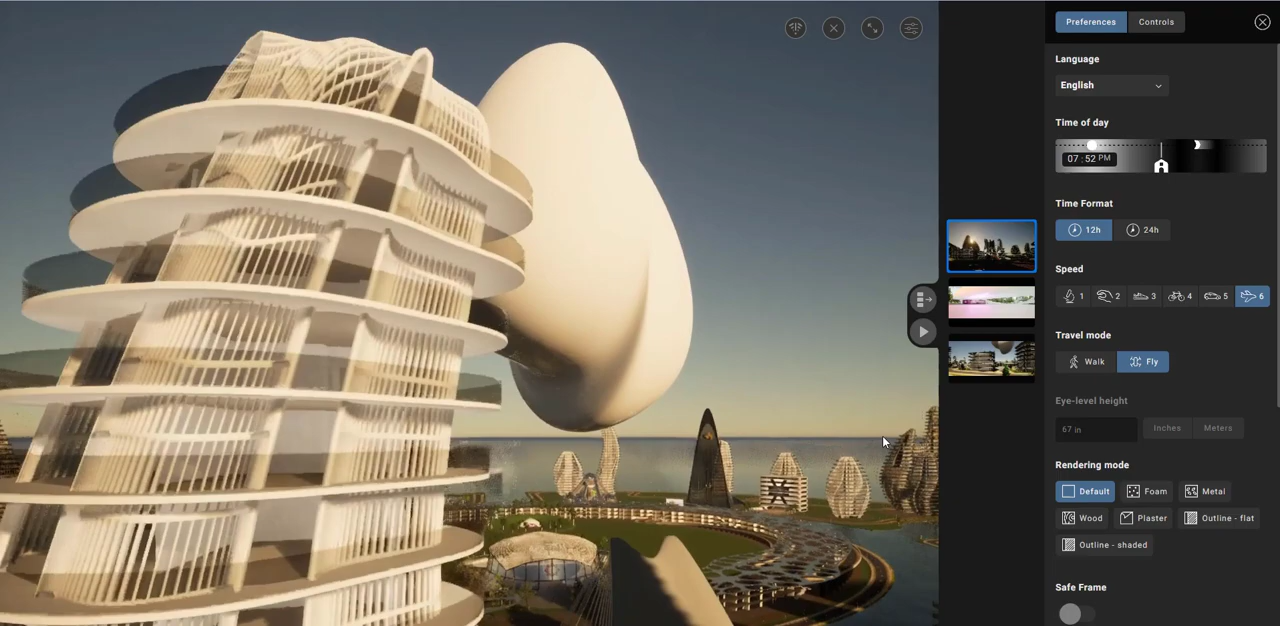 Preferences Controls
Language
English
Time of day
07 : 52 PM
Time Format
12h 24h
Speed
1 2 3 4 5 6
Travel mode
Walk Fly
Eye-level height
67 in Inches Meters
Rendering mode
Default Foam Metal
Wood Plaster Outline - flat
Outline - shaded
Safe Frame